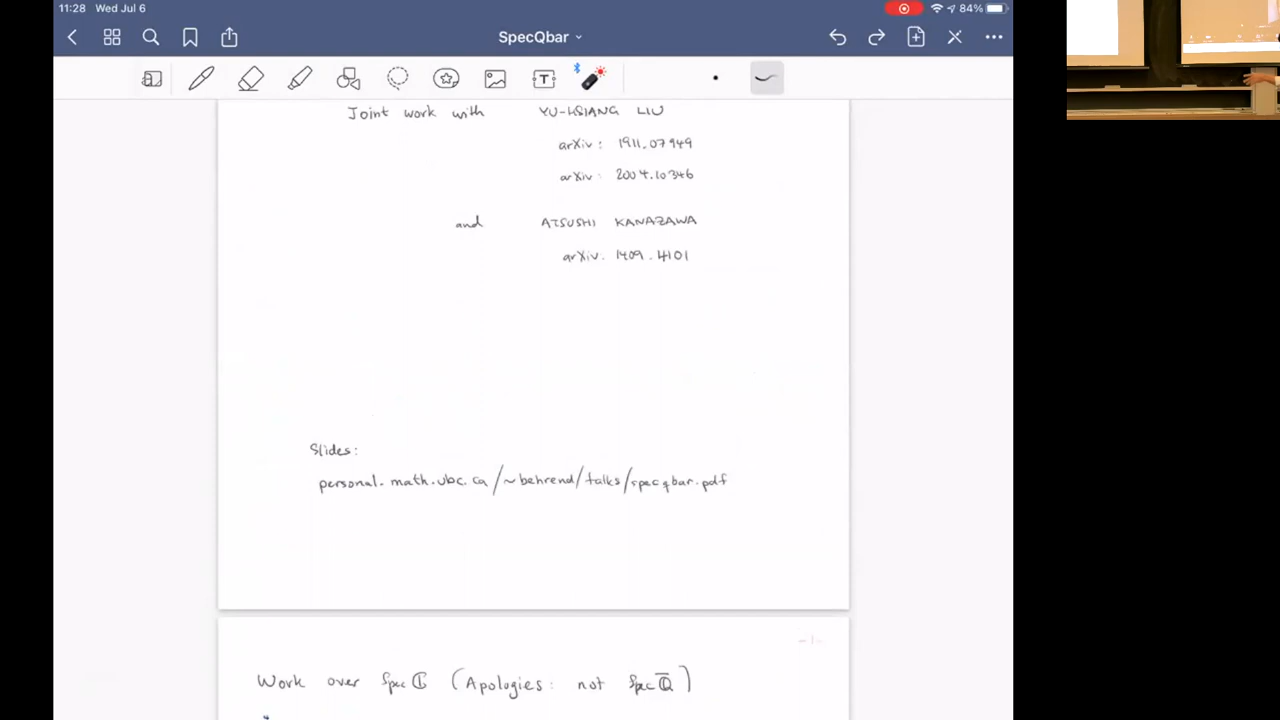 11:28 Wed Jul 6
84%
SpecQbar
Joint work with YU-HSIANG LIU
arXiv: 1911.07949
arXiv: 2004.10346
and ATSUSHI KANAZAWA
arXiv. 1409.4101
Slides:
personal.math.ubc.ca/~behrend/talks/specqbar.pdf
-1-
Work over Spec ℂ (Apologies: not Spec ℚ̅)